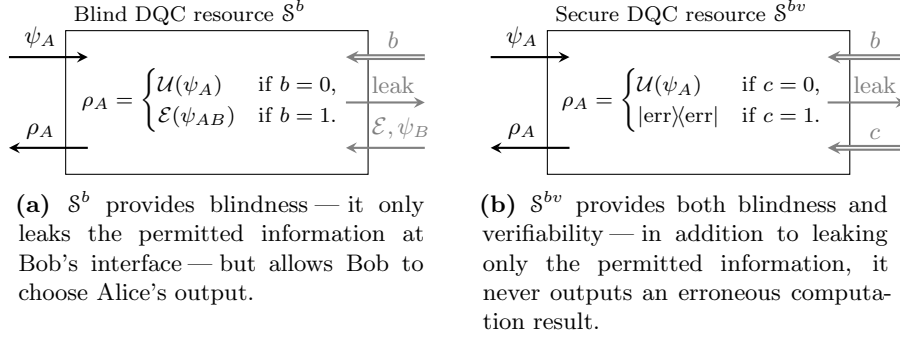 Blind DQC resource 𝒮^b
ψ_A
b
ρ_A = { 𝒰(ψ_A) if b = 0,
ℰ(ψ_AB) if b = 1.
leak
ρ_A
ℰ, ψ_B
(a) 𝒮^b provides blindness — it only
leaks the permitted information at
Bob's interface — but allows Bob to
choose Alice's output.
Secure DQC resource 𝒮^bv
ψ_A
b
ρ_A = { 𝒰(ψ_A) if c = 0,
|err⟩⟨err| if c = 1.
leak
ρ_A
c
(b) 𝒮^bv provides both blindness and
verifiability — in addition to leaking
only the permitted information, it
never outputs an erroneous computa-
tion result.